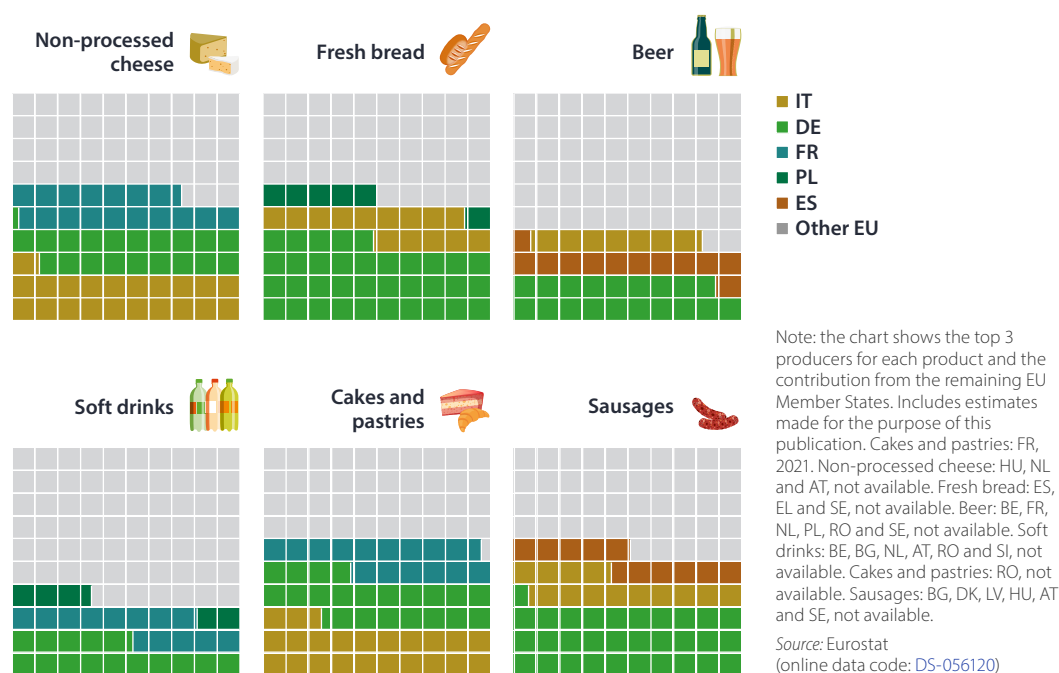 Non-processed
cheese
Fresh bread
Beer
IT
DE
FR
PL
ES
Other EU
Soft drinks
Cakes and
pastries
Sausages
Note: the chart shows the top 3
producers for each product and the
contribution from the remaining EU
Member States. Includes estimates
made for the purpose of this
publication. Cakes and pastries: FR,
2021. Non-processed cheese: HU, NL
and AT, not available. Fresh bread: ES,
EL and SE, not available. Beer: BE, FR,
NL, PL, RO and SE, not available. Soft
drinks: BE, BG, NL, AT, RO and SI, not
available. Cakes and pastries: RO, not
available. Sausages: BG, DK, LV, HU, AT
and SE, not available.
Source: Eurostat
(online data code: DS-056120)